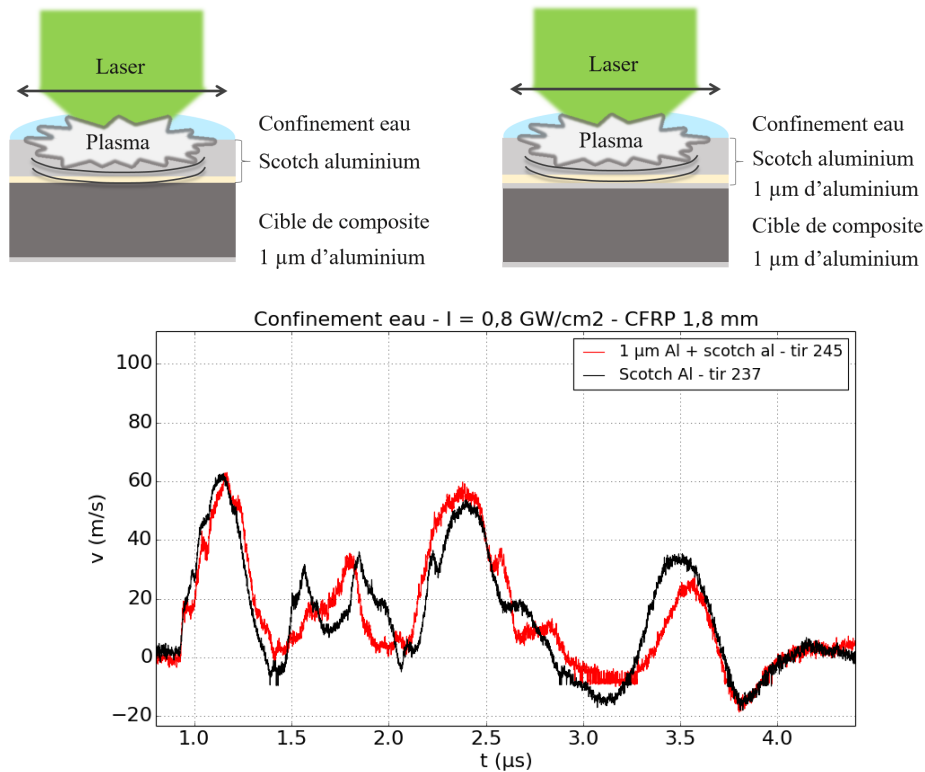 Laser
Plasma
Confinement eau
Scotch aluminium
Cible de composite
1 µm d'aluminium
Laser
Plasma
Confinement eau
Scotch aluminium
1 µm d'aluminium
Cible de composite
1 µm d'aluminium
Confinement eau - I = 0,8 GW/cm2 - CFRP 1,8 mm
1 µm Al + scotch al - tir 245
Scotch Al - tir 237
100
80
60
40
20
0
−20
v (m/s)
1.0 1.5 2.0 2.5 3.0 3.5 4.0
t (µs)